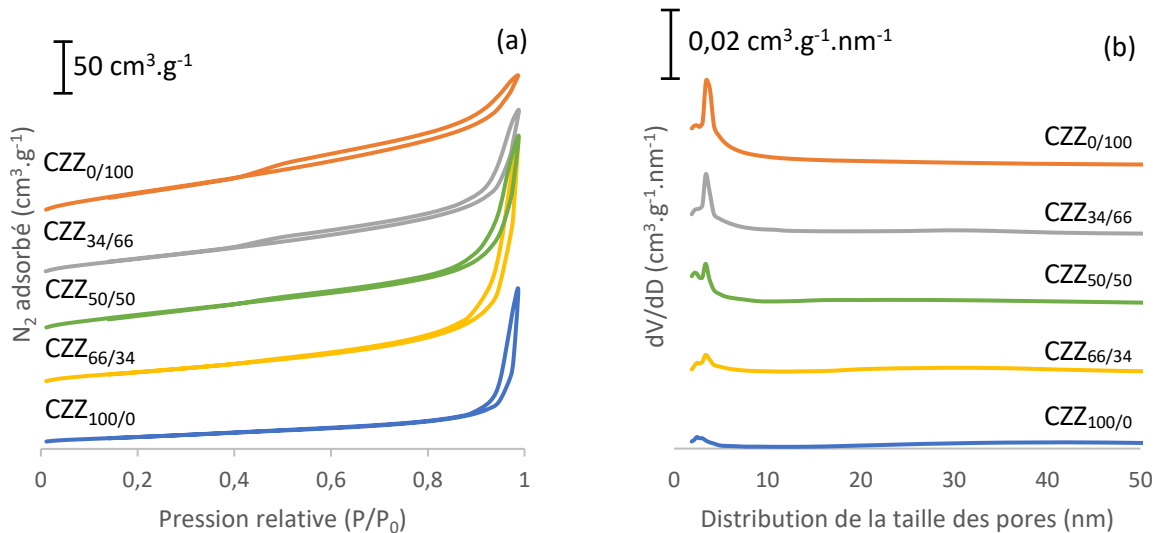 (a)
50 cm³.g⁻¹
N₂ adsorbé (cm³.g⁻¹)
CZZ₀/₁₀₀
CZZ₃₄/₆₆
CZZ₅₀/₅₀
CZZ₆₆/₃₄
CZZ₁₀₀/₀
0 0,2 0,4 0,6 0,8 1
Pression relative (P/P₀)
0,02 cm³.g⁻¹.nm⁻¹
(b)
dV/dD (cm³.g⁻¹.nm⁻¹)
CZZ₀/₁₀₀
CZZ₃₄/₆₆
CZZ₅₀/₅₀
CZZ₆₆/₃₄
CZZ₁₀₀/₀
0 10 20 30 40 50
Distribution de la taille des pores (nm)